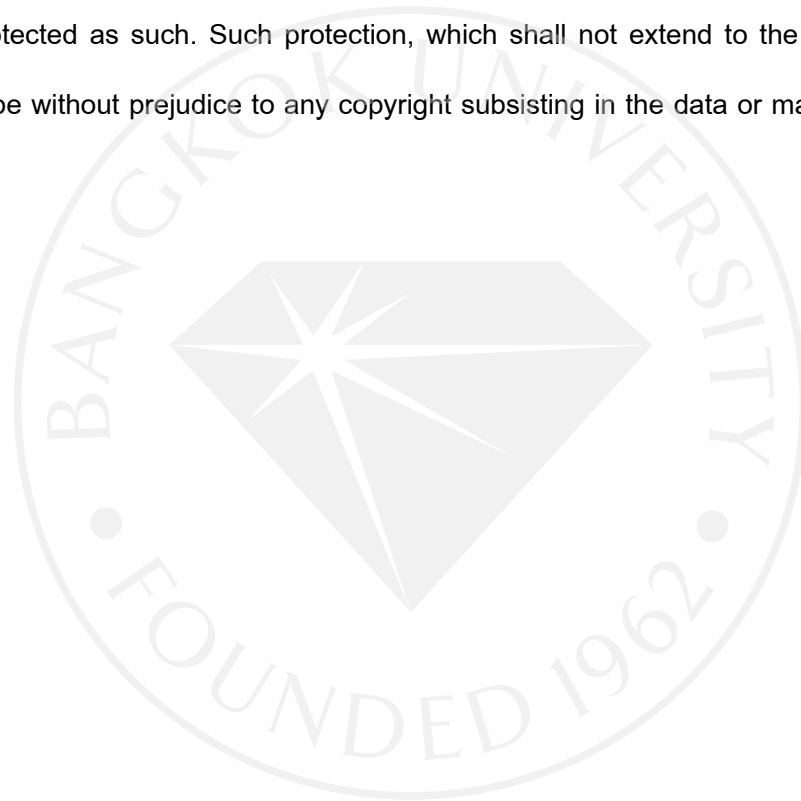 otected as such. Such protection, which shall not extend to the
be without prejudice to any copyright subsisting in the data or ma
BANGKOK UNIVERSITY
FOUNDED 1962